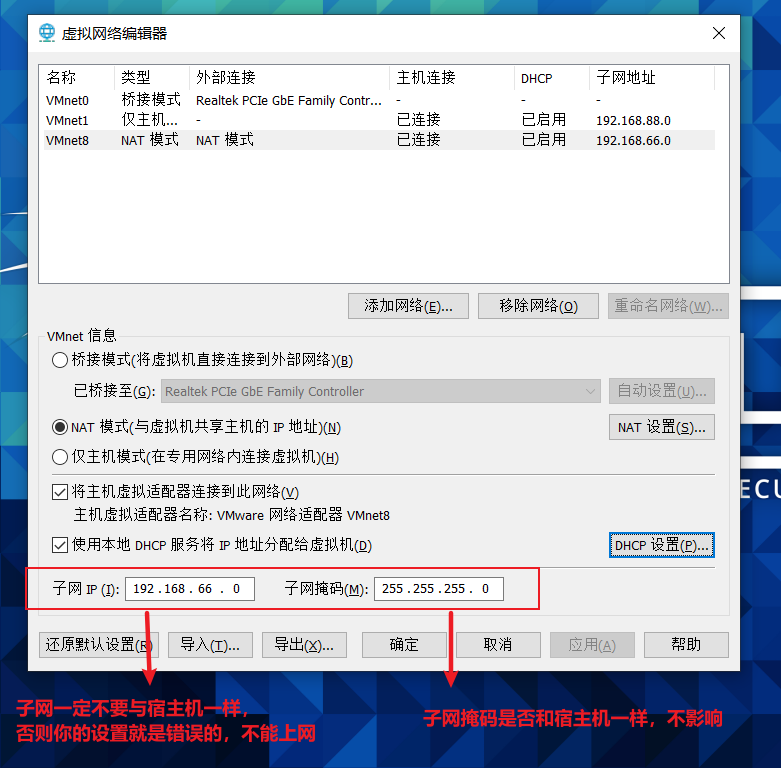 虚拟网络编辑器
名称 类型 外部连接 主机连接 DHCP 子网地址
VMnet0 桥接模式 Realtek PCIe GbE Family Contr... - - -
VMnet1 仅主机... - 已连接 已启用 192.168.88.0
VMnet8 NAT 模式 NAT 模式 已连接 已启用 192.168.66.0
添加网络(E)... 移除网络(O) 重命名网络(W)...
VMnet 信息
桥接模式(将虚拟机直接连接到外部网络)(B)
已桥接至(G): Realtek PCIe GbE Family Controller 自动设置(U)...
NAT 模式(与虚拟机共享主机的 IP 地址)(N) NAT 设置(S)...
仅主机模式(在专用网络内连接虚拟机)(H)
将主机虚拟适配器连接到此网络(V)
主机虚拟适配器名称: VMware 网络适配器 VMnet8
使用本地 DHCP 服务将 IP 地址分配给虚拟机(D) DHCP 设置(P)...
子网 IP (I): 192.168.66.0 子网掩码(M): 255.255.255.0
还原默认设置(R) 导入(T)... 导出(X)... 确定 取消 应用(A) 帮助
子网一定不要与宿主机一样，
否则你的设置就是错误的，不能上网
子网掩码是否和宿主机一样，不影响